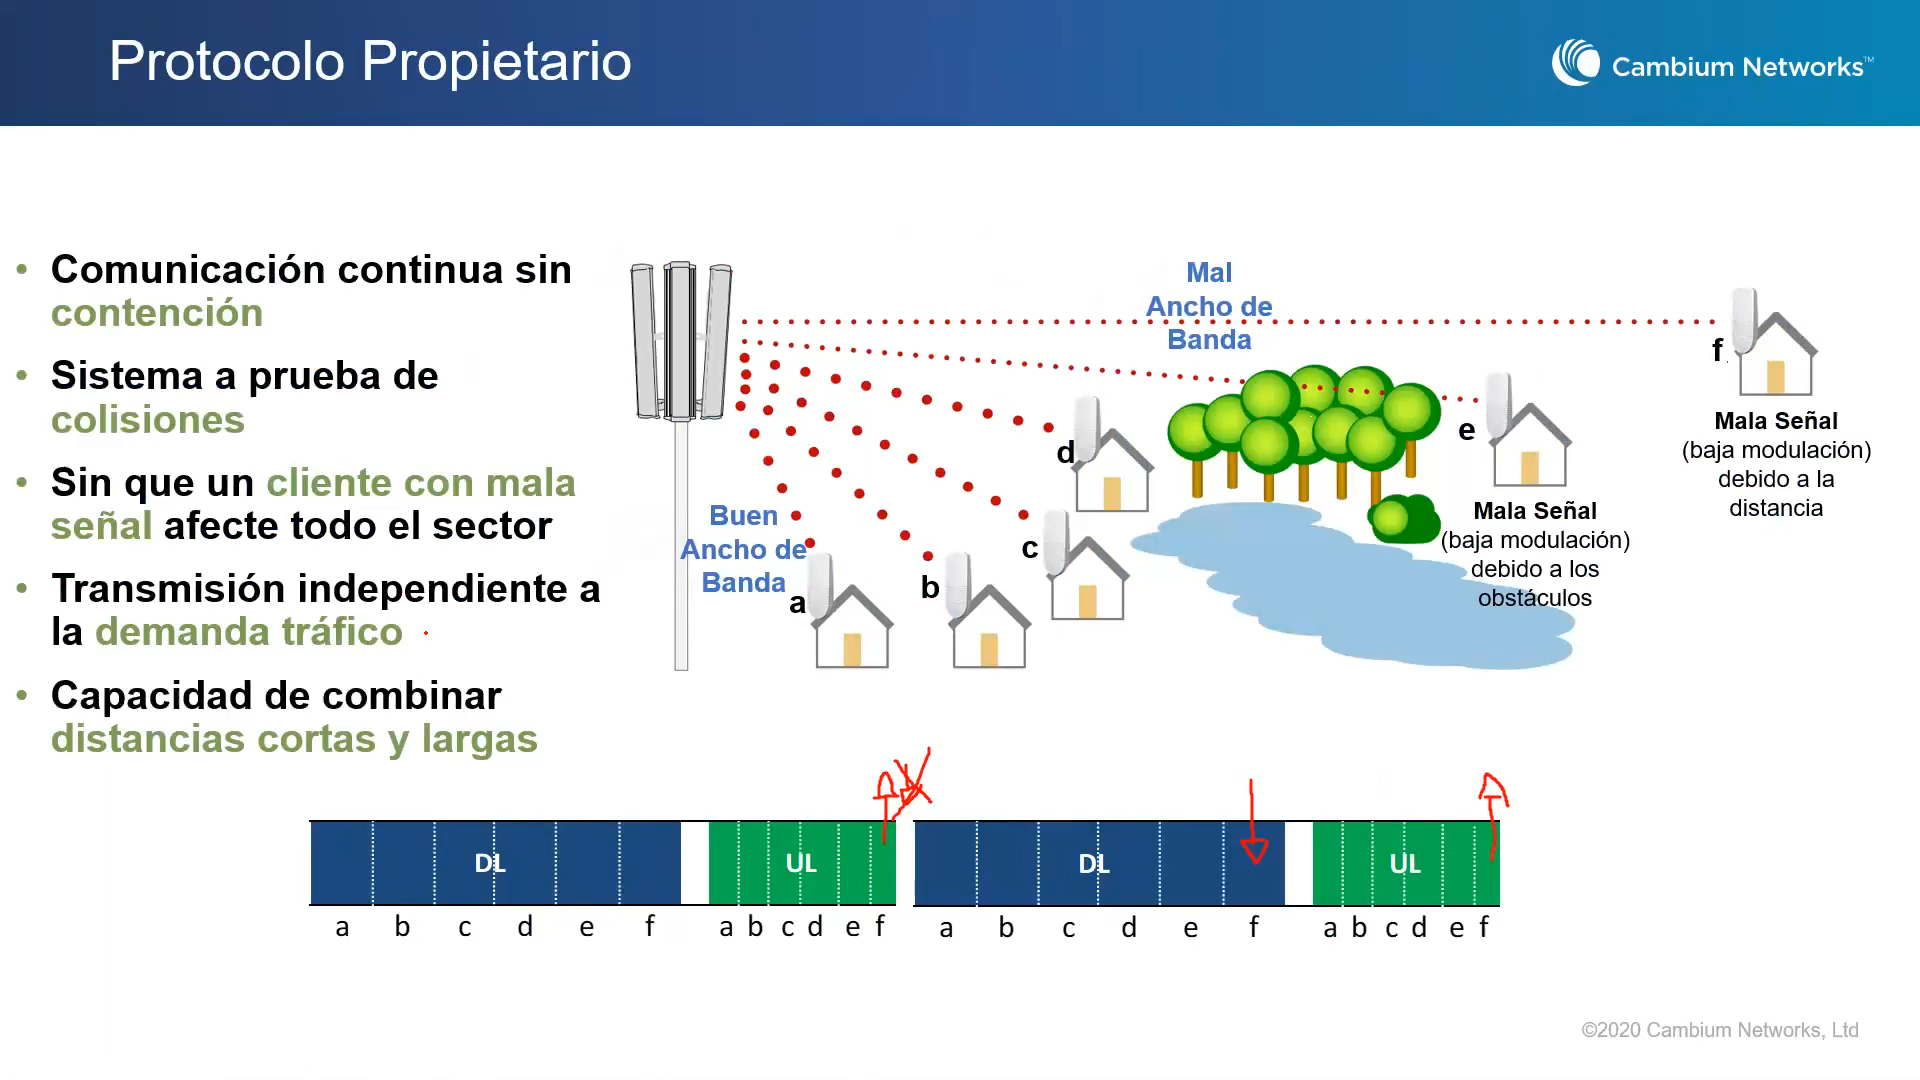 Protocolo Propietario
Cambium Networks™
• Comunicación continua sin
contención
• Sistema a prueba de
colisiones
• Sin que un cliente con mala
señal afecte todo el sector
• Transmisión independiente a
la demanda tráfico
• Capacidad de combinar
distancias cortas y largas
Mal
Ancho de
Banda
Buen
Ancho de
Banda
a
b
c
d
e
f
Mala Señal
(baja modulación)
debido a los
obstáculos
Mala Señal
(baja modulación)
debido a la
distancia
DL UL DL UL
a b c d e f a b c d e f a b c d e f a b c d e f
©2020 Cambium Networks, Ltd